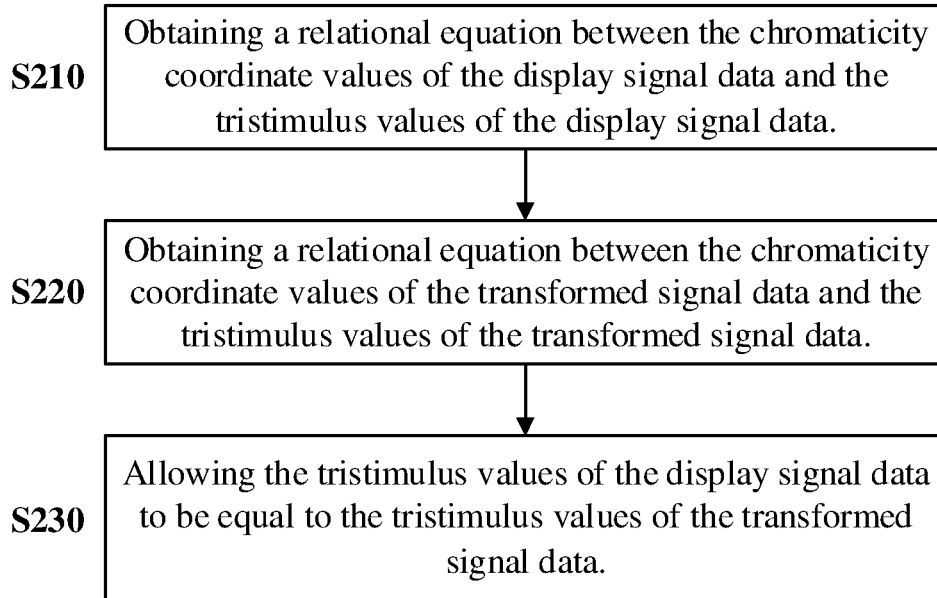 S210
Obtaining a relational equation between the chromaticity
coordinate values of the display signal data and the
tristimulus values of the display signal data.
S220
Obtaining a relational equation between the chromaticity
coordinate values of the transformed signal data and the
tristimulus values of the transformed signal data.
S230
Allowing the tristimulus values of the display signal data
to be equal to the tristimulus values of the transformed
signal data.